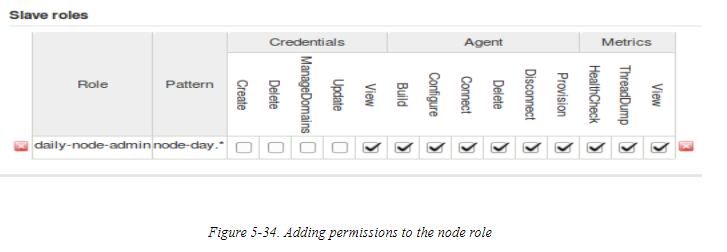 Slave roles
Credentials Agent Metrics
Role Pattern Create Delete ManageDomains Update View Build Configure Connect Delete Disconnect Provision HealthCheck ThreadDump View
daily-node-admin node-day.*
Figure 5-34. Adding permissions to the node role